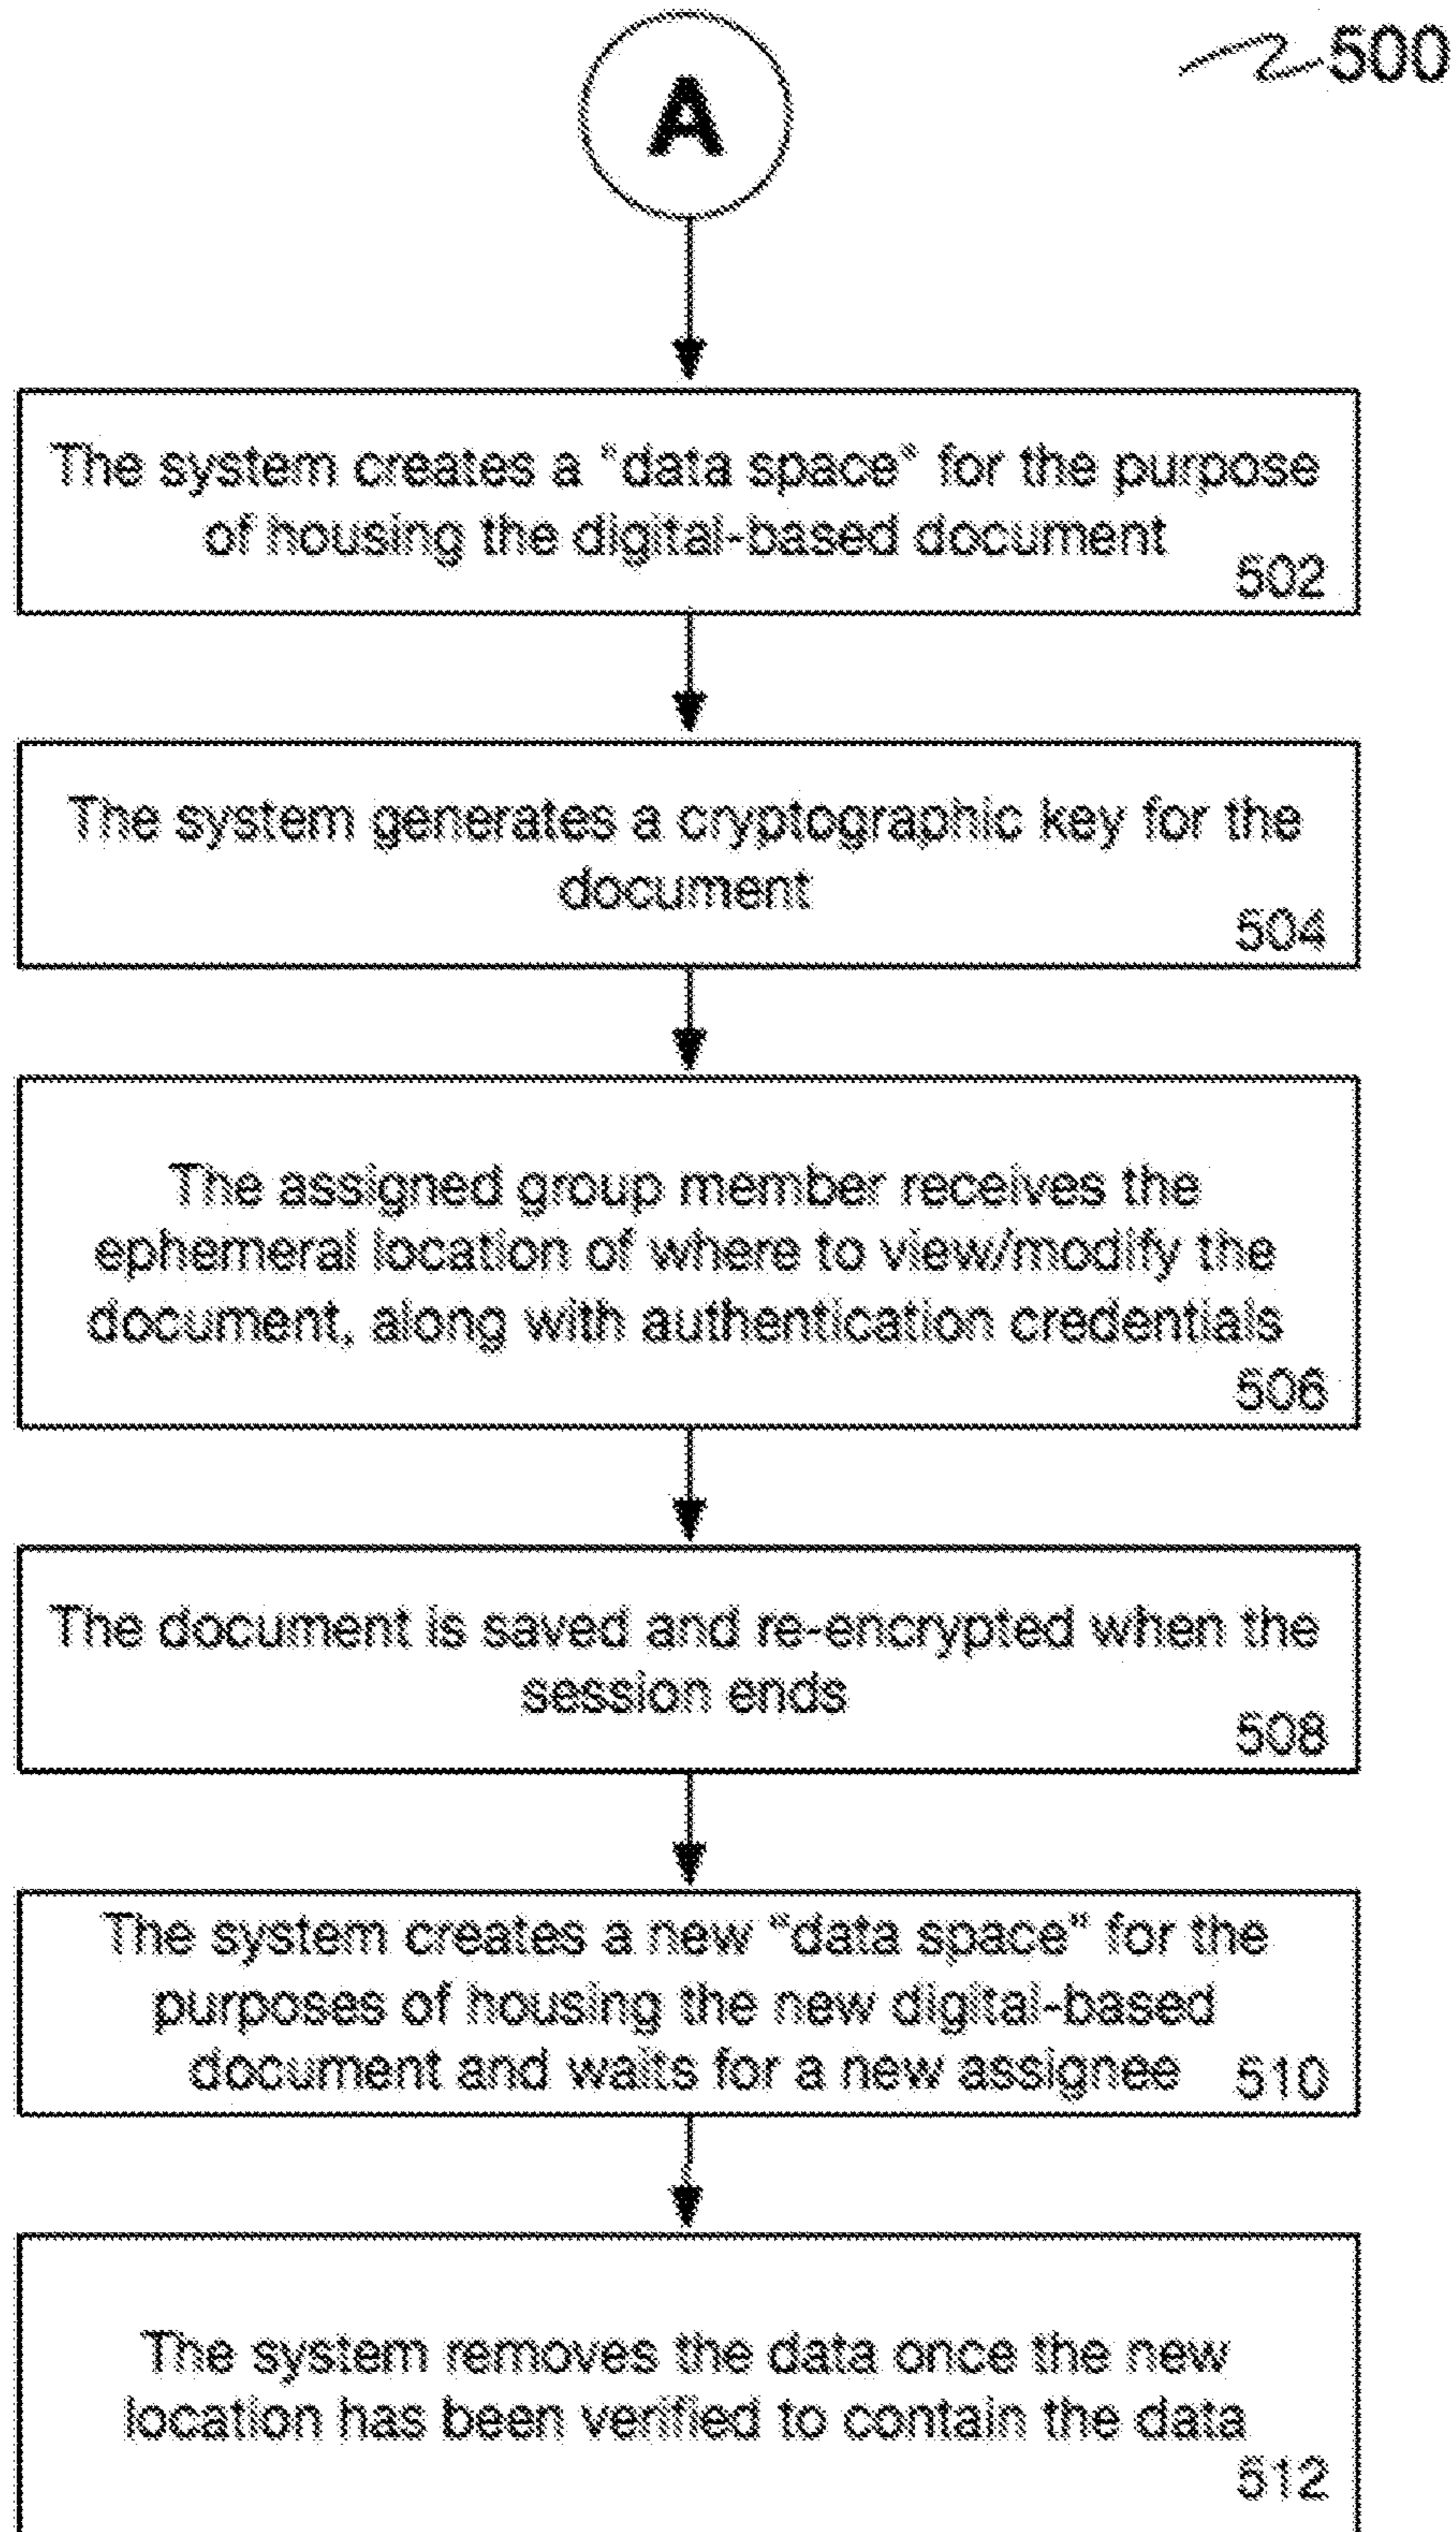 500
A
The system creates a "data space" for the purpose
of housing the digital-based document
502
The system generates a cryptographic key for the
document
504
The assigned group member receives the
ephemeral location of where to view/modify the
document, along with authentication credentials
506
The document is saved and re-encrypted when the
session ends
508
The system creates a new "data space" for the
purposes of housing the new digital-based
document and waits for a new assignee
510
The system removes the data once the new
location has been verified to contain the data
512